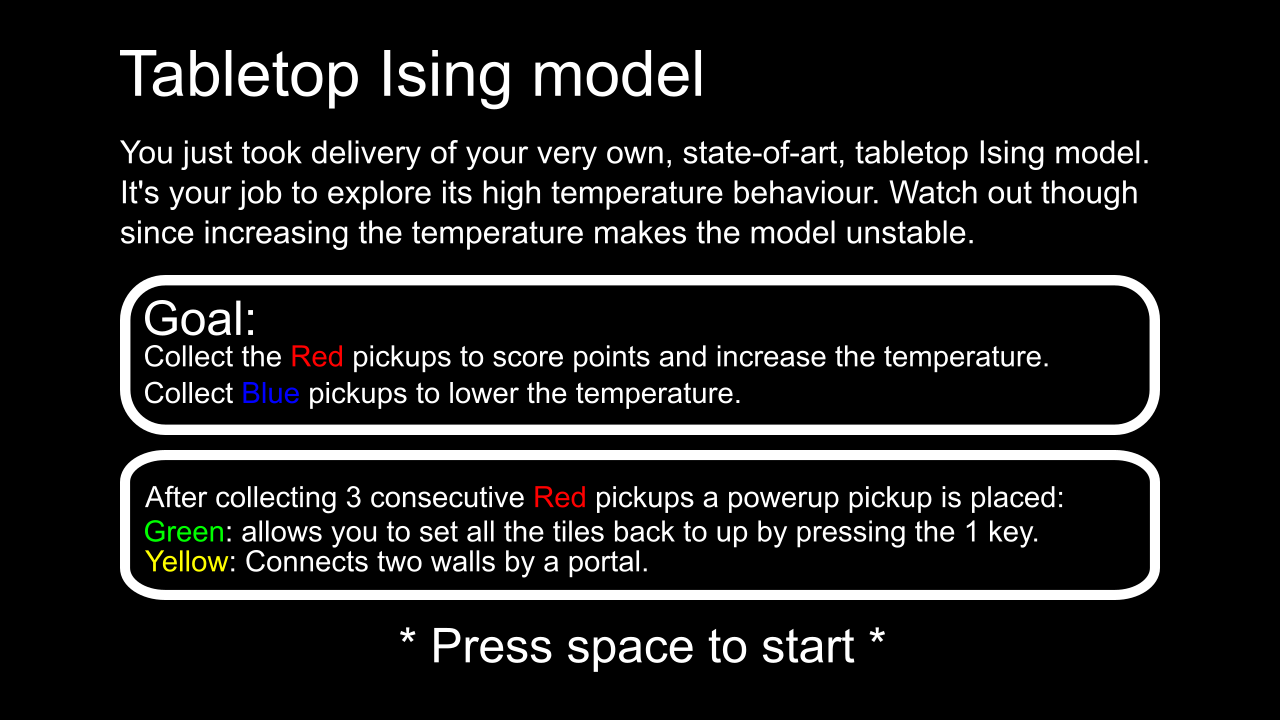 Tabletop Ising model
You just took delivery of your very own, state-of-art, tabletop Ising model.
It's your job to explore its high temperature behaviour. Watch out though
since increasing the temperature makes the model unstable.
Goal:
Collect the Red pickups to score points and increase the temperature.
Collect Blue pickups to lower the temperature.
After collecting 3 consecutive Red pickups a powerup pickup is placed:
Green: allows you to set all the tiles back to up by pressing the 1 key.
Yellow: Connects two walls by a portal.
* Press space to start *